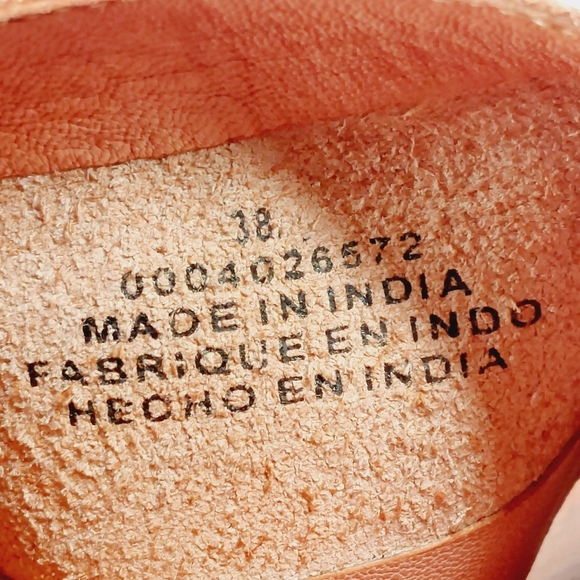 38
0004026572
MADE IN INDIA
FABRIQUE EN INDO
HECHO EN INDIA